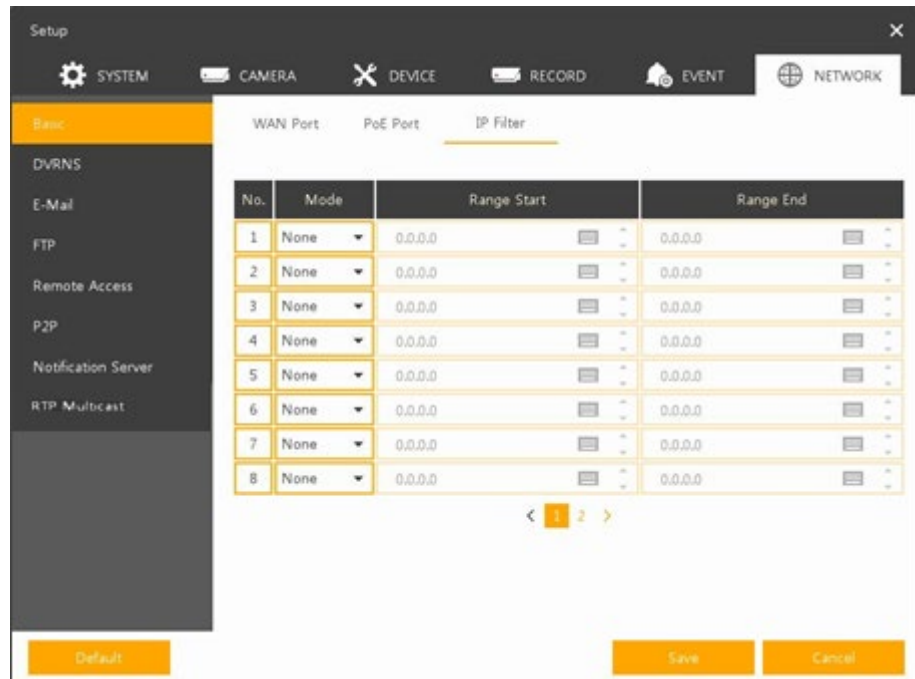 Setup
SYSTEM CAMERA DEVICE RECORD EVENT NETWORK
Basic
WAN Port PoE Port IP Filter
DVRNS
E-Mail
FTP
Remote Access
P2P
Notification Server
RTP Multicast
No. Mode Range Start Range End
1 None 0.0.0.0 0.0.0.0
2 None 0.0.0.0 0.0.0.0
3 None 0.0.0.0 0.0.0.0
4 None 0.0.0.0 0.0.0.0
5 None 0.0.0.0 0.0.0.0
6 None 0.0.0.0 0.0.0.0
7 None 0.0.0.0 0.0.0.0
8 None 0.0.0.0 0.0.0.0
< 1 2 >
Default Save Cancel